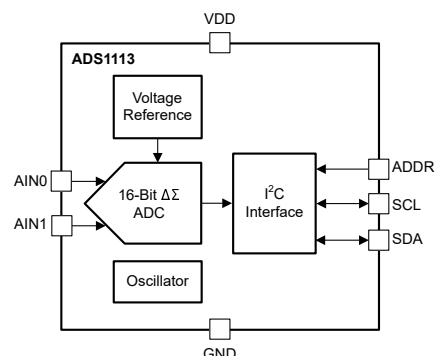 VDD
ADS1113
Voltage
Reference
AIN0
AIN1
16-Bit ΔΣ
ADC
I²C
Interface
ADDR
SCL
SDA
Oscillator
GND